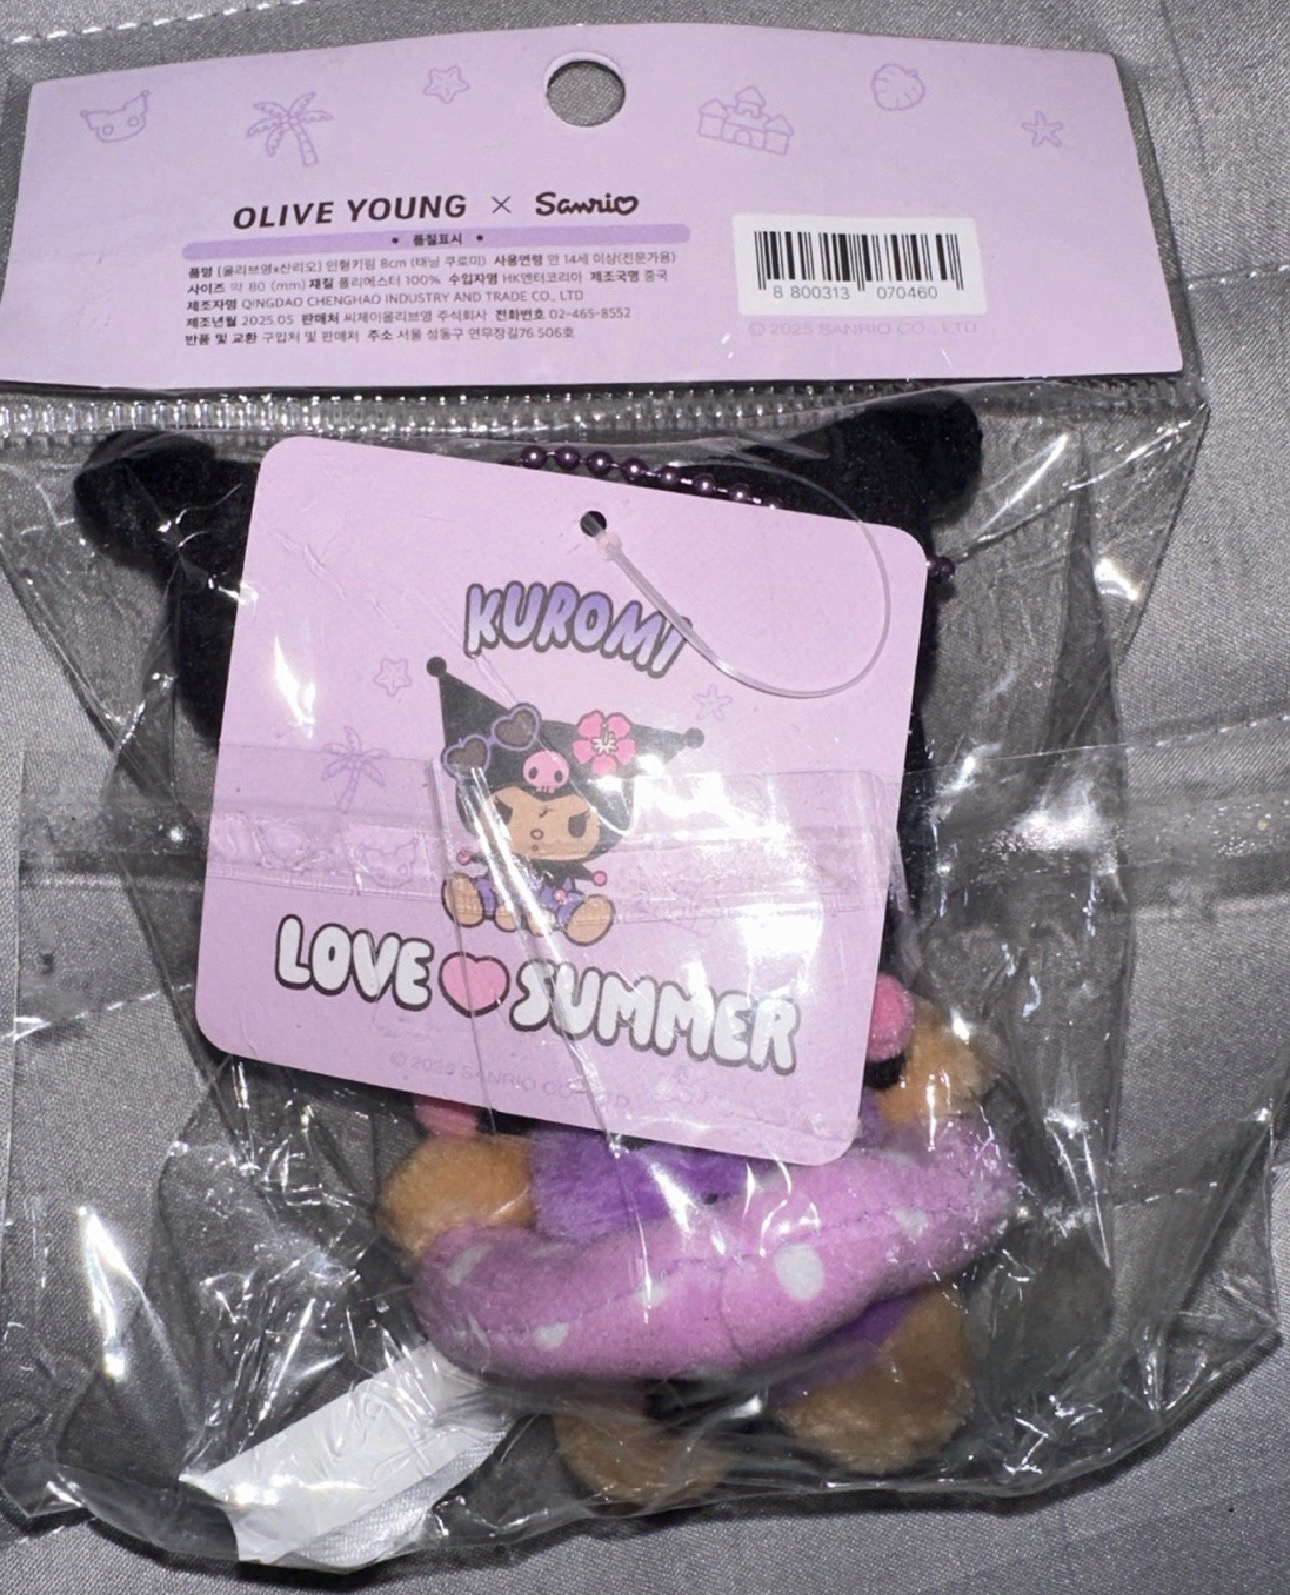 OLIVE YOUNG × Sanrio
• 품질표시 •
품명 [올리브영x산리오] 인형키링 8cm (태닝 쿠로미) 사용연령 만 14세 이상(전문가용)
사이즈 약 80 (mm) 재질 폴리에스터 100% 수입자명 HK엔터코리아 제조국명 중국
제조자명 QINGDAO CHENGHAO INDUSTRY AND TRADE CO., LTD
제조년월 2025.05 판매처 씨제이올리브영 주식회사 전화번호 02-465-8552
반품 및 교환 구입처 및 판매처 주소 서울 성동구 연무장길76 506호
8 800313 070460
© 2025 SANRIO CO., LTD
KUROMI
LOVE SUMMER
© 2025 SANRIO CO., LTD